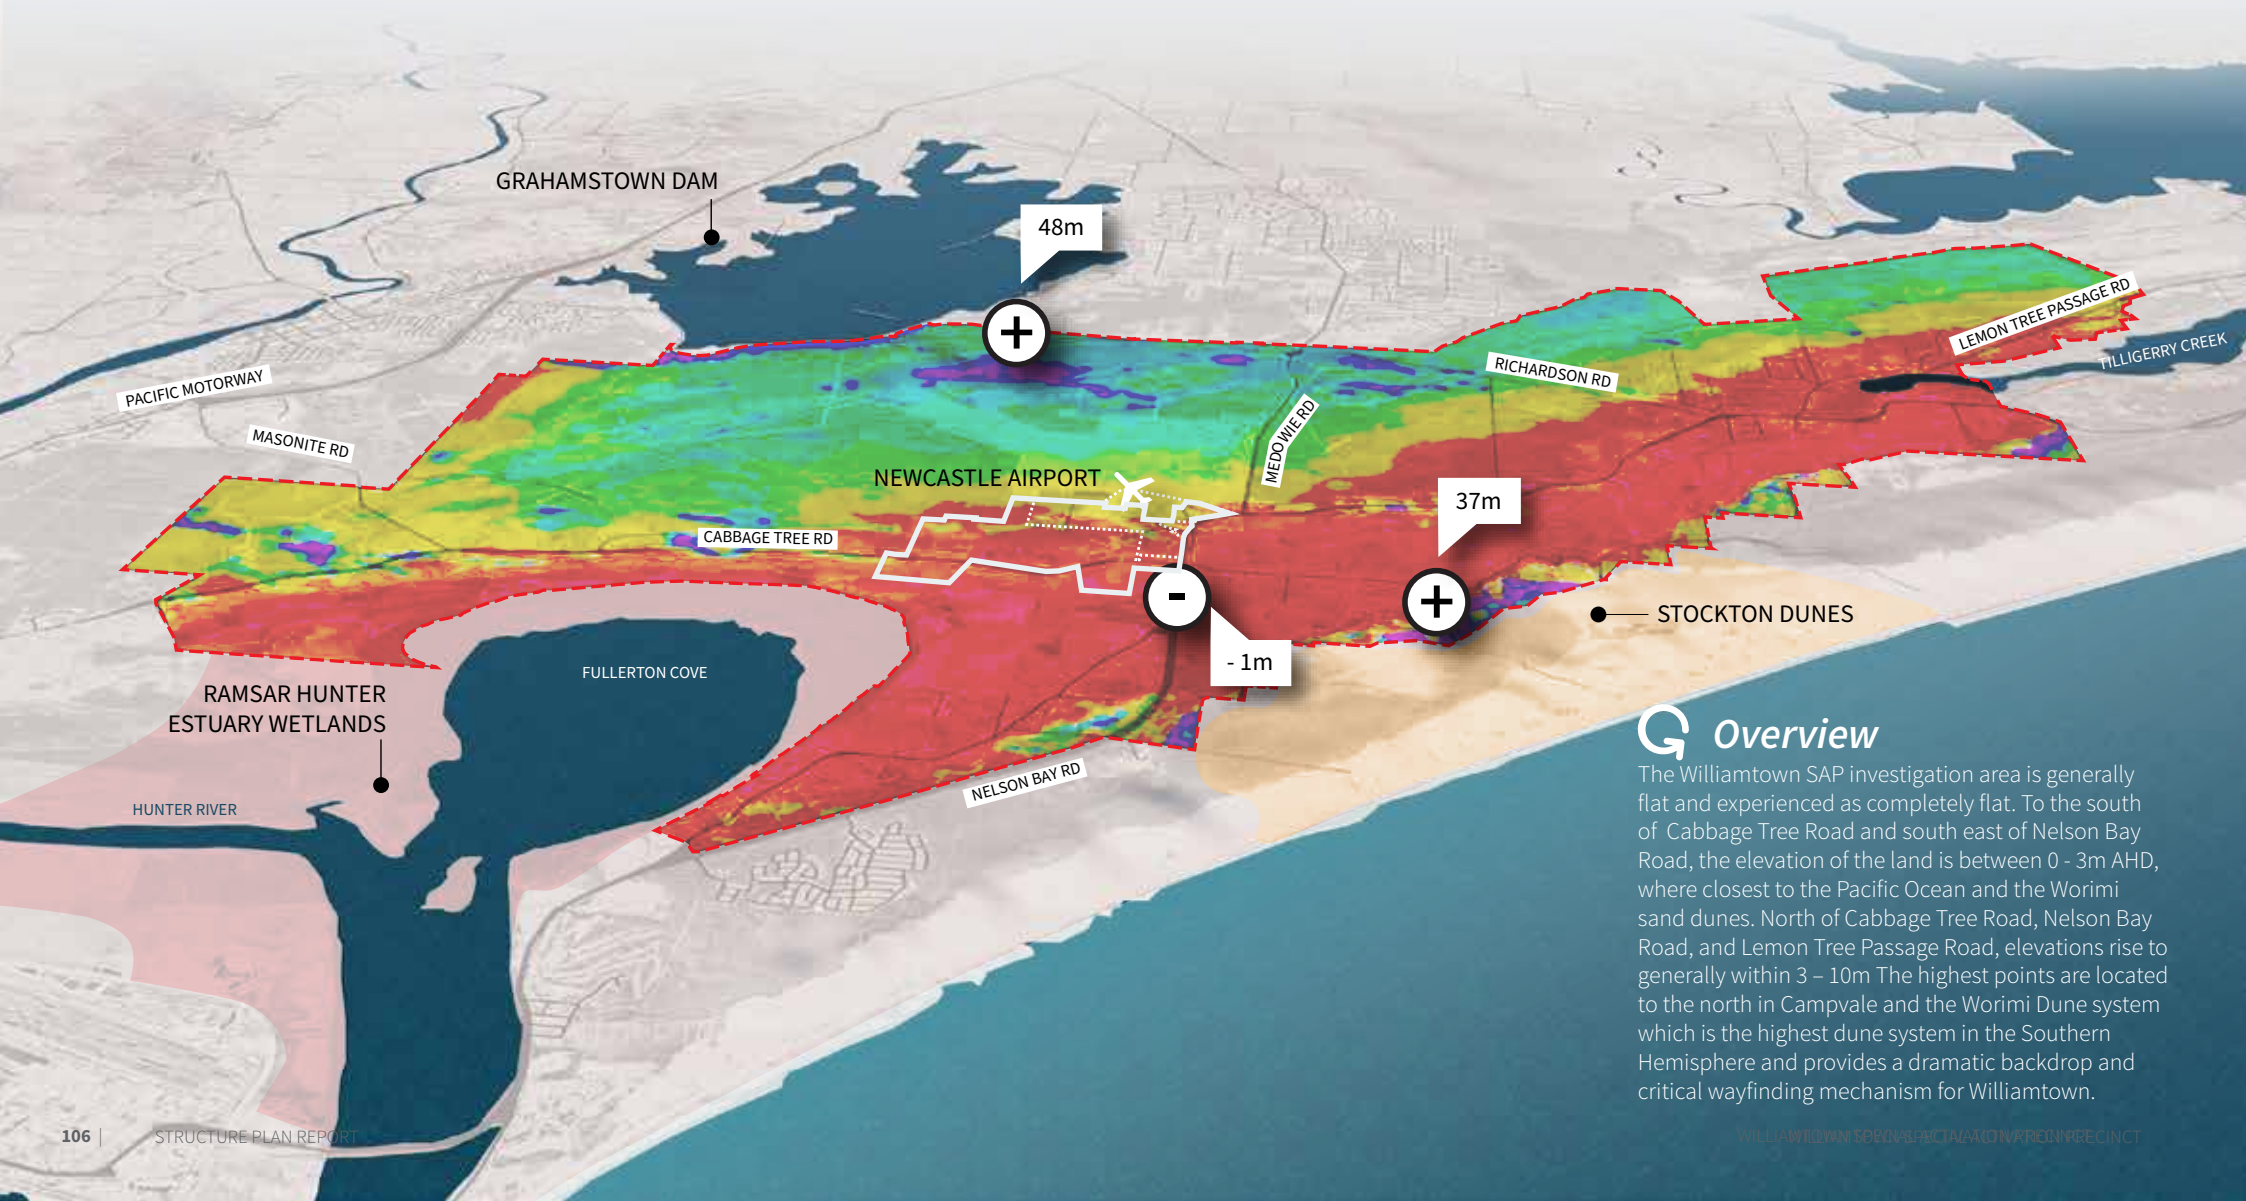 GRAHAMSTOWN DAM
48m
PACIFIC MOTORWAY
MASONITE RD
RICHARDSON RD
LEMON TREE PASSAGE RD
TILLIGERRY CREEK
MEDOWIE RD
NEWCASTLE AIRPORT
CABBAGE TREE RD
37m
- 1m
STOCKTON DUNES
FULLERTON COVE
RAMSAR HUNTER
ESTUARY WETLANDS
HUNTER RIVER
NELSON BAY RD
Overview
The Williamtown SAP investigation area is generally
flat and experienced as completely flat. To the south
of Cabbage Tree Road and south east of Nelson Bay
Road, the elevation of the land is between 0 - 3m AHD,
where closest to the Pacific Ocean and the Worimi
sand dunes. North of Cabbage Tree Road, Nelson Bay
Road, and Lemon Tree Passage Road, elevations rise to
generally within 3 – 10m The highest points are located
to the north in Campvale and the Worimi Dune system
which is the highest dune system in the Southern
Hemisphere and provides a dramatic backdrop and
critical wayfinding mechanism for Williamtown.
106 |
STRUCTURE PLAN REPORT